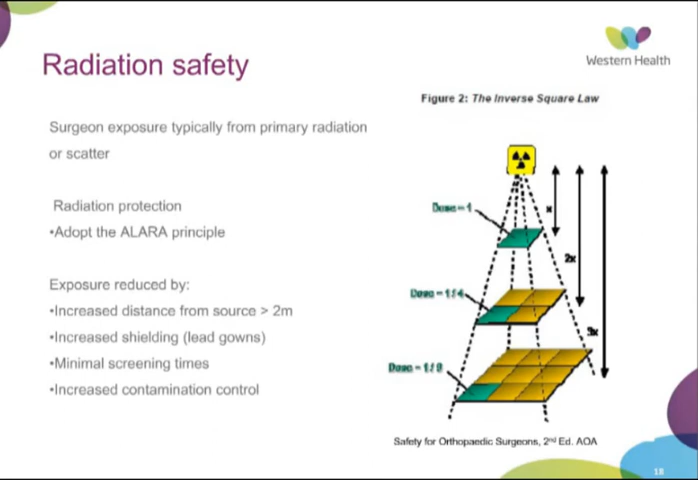 Radiation safety
Western Health
Figure 2: The Inverse Square Law
Surgeon exposure typically from primary radiation
or scatter
Radiation protection
•Adopt the ALARA principle
Exposure reduced by:
•Increased distance from source > 2m
•Increased shielding (lead gowns)
•Minimal screening times
•Increased contamination control
Dose=1
x
2x
Dose = 1/4
3x
Dose = 1/9
Safety for Orthopaedic Surgeons, 2nd Ed. AOA
18